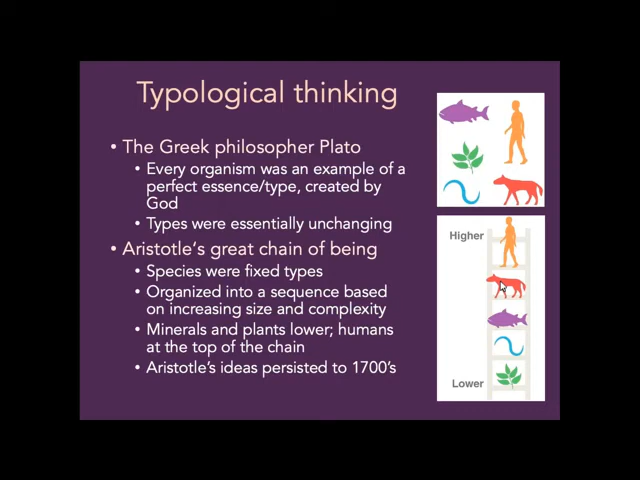 Typological thinking
• The Greek philosopher Plato
• Every organism was an example of a
perfect essence/type, created by
God
• Types were essentially unchanging
• Aristotle's great chain of being
• Species were fixed types
• Organized into a sequence based
on increasing size and complexity
• Minerals and plants lower; humans
at the top of the chain
• Aristotle's ideas persisted to 1700's
Higher
Lower